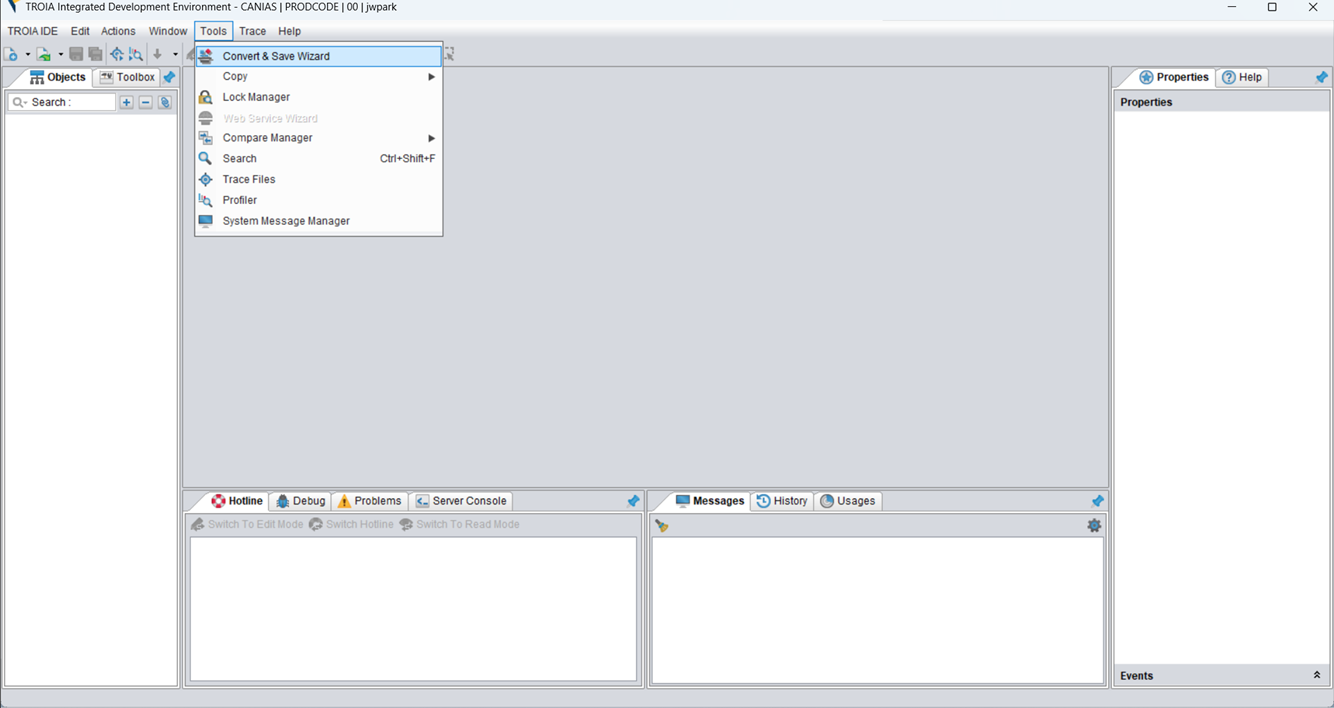 TROIA Integrated Development Environment - CANIAS | PRODCODE | 00 | jwpark
TROIA IDE Edit Actions Window Tools Trace Help
Convert & Save Wizard
Copy
Lock Manager
Web Service Wizard
Compare Manager
Search Ctrl+Shift+F
Trace Files
Profiler
System Message Manager
Objects Toolbox
Search :
Properties Help
Properties
Hotline Debug Problems Server Console
Switch To Edit Mode Switch Hotline Switch To Read Mode
Messages History Usages
Events